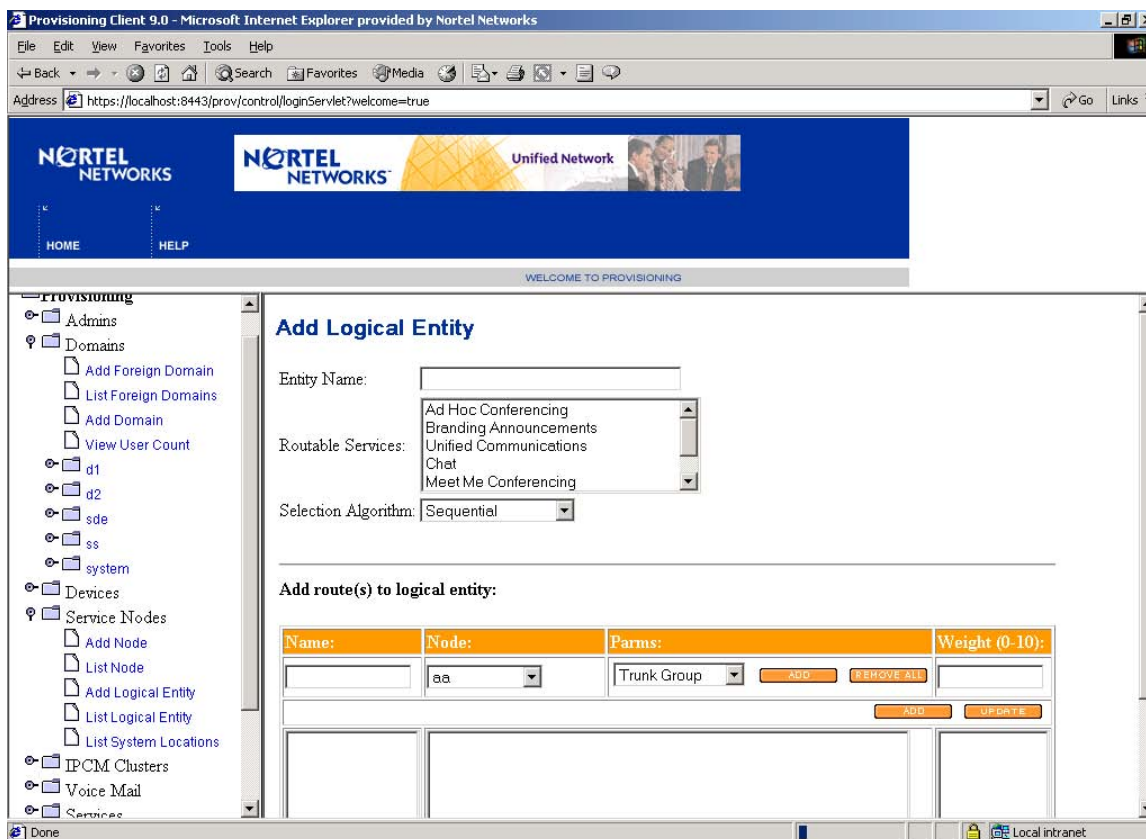 Provisioning Client 9.0 - Microsoft Internet Explorer provided by Nortel Networks
File Edit View Favorites Tools Help
Back Search Favorites Media
Address https://localhost:8443/prov/control/loginServlet?welcome=true Go Links
NORTEL NETWORKS
NORTEL NETWORKS Unified Network
HOME HELP
WELCOME TO PROVISIONING
Provisioning
Admins
Domains
Add Foreign Domain
List Foreign Domains
Add Domain
View User Count
d1
d2
sde
ss
system
Devices
Service Nodes
Add Node
List Node
Add Logical Entity
List Logical Entity
List System Locations
IPCM Clusters
Voice Mail
Services
Add Logical Entity
Entity Name:
Routable Services:
Ad Hoc Conferencing
Branding Announcements
Unified Communications
Chat
Meet Me Conferencing
Selection Algorithm: Sequential
Add route(s) to logical entity:
Name: Node: Parms: Weight (0-10):
aa Trunk Group ADD REMOVE ALL
ADD UPDATE
Done Local intranet